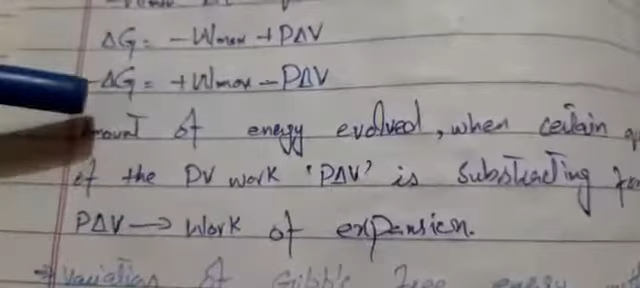 ΔG = -Wmax + PΔV
-ΔG = +Wmax - PΔV
Amount of energy evolved, when certain
of the PV work 'PΔV' is substracting
PΔV → Work of expansion.
→ Variation of Gibb's free energy